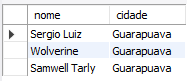 nome cidade
Sergio Luiz Guarapuava
Wolverine Guarapuava
Samwell Tarly Guarapuava